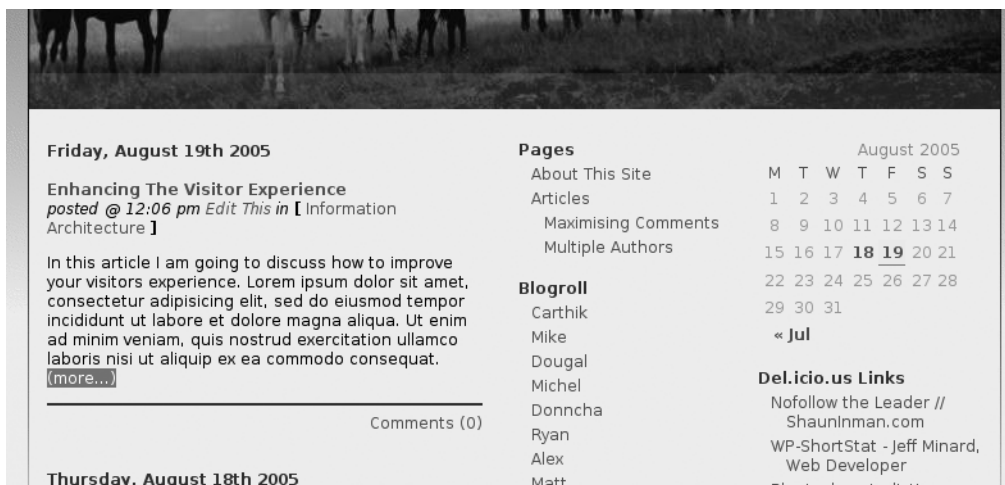 Friday, August 19th 2005
Enhancing The Visitor Experience
posted @ 12:06 pm Edit This in [ Information
Architecture ]
In this article I am going to discuss how to improve
your visitors experience. Lorem ipsum dolor sit amet,
consectetur adipisicing elit, sed do eiusmod tempor
incididunt ut labore et dolore magna aliqua. Ut enim
ad minim veniam, quis nostrud exercitation ullamco
laboris nisi ut aliquip ex ea commodo consequat.
(more...)
Comments (0)
Thursday, August 18th 2005
Pages
About This Site
Articles
Maximising Comments
Multiple Authors
Blogroll
Carthik
Mike
Dougal
Michel
Donncha
Ryan
Alex
Matt
August 2005
M T W T F S S
1 2 3 4 5 6 7
8 9 10 11 12 13 14
15 16 17 18 19 20 21
22 23 24 25 26 27 28
29 30 31
« Jul
Del.icio.us Links
Nofollow the Leader //
ShaunInman.com
WP-ShortStat - Jeff Minard,
Web Developer